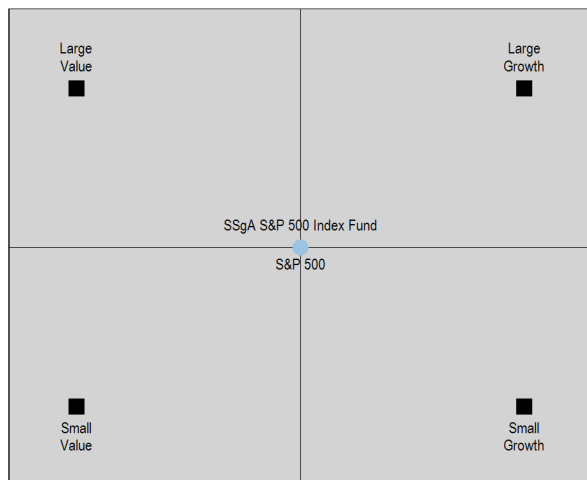 Large
Value
Large
Growth
SSgA S&P 500 Index Fund
S&P 500
Small
Value
Small
Growth